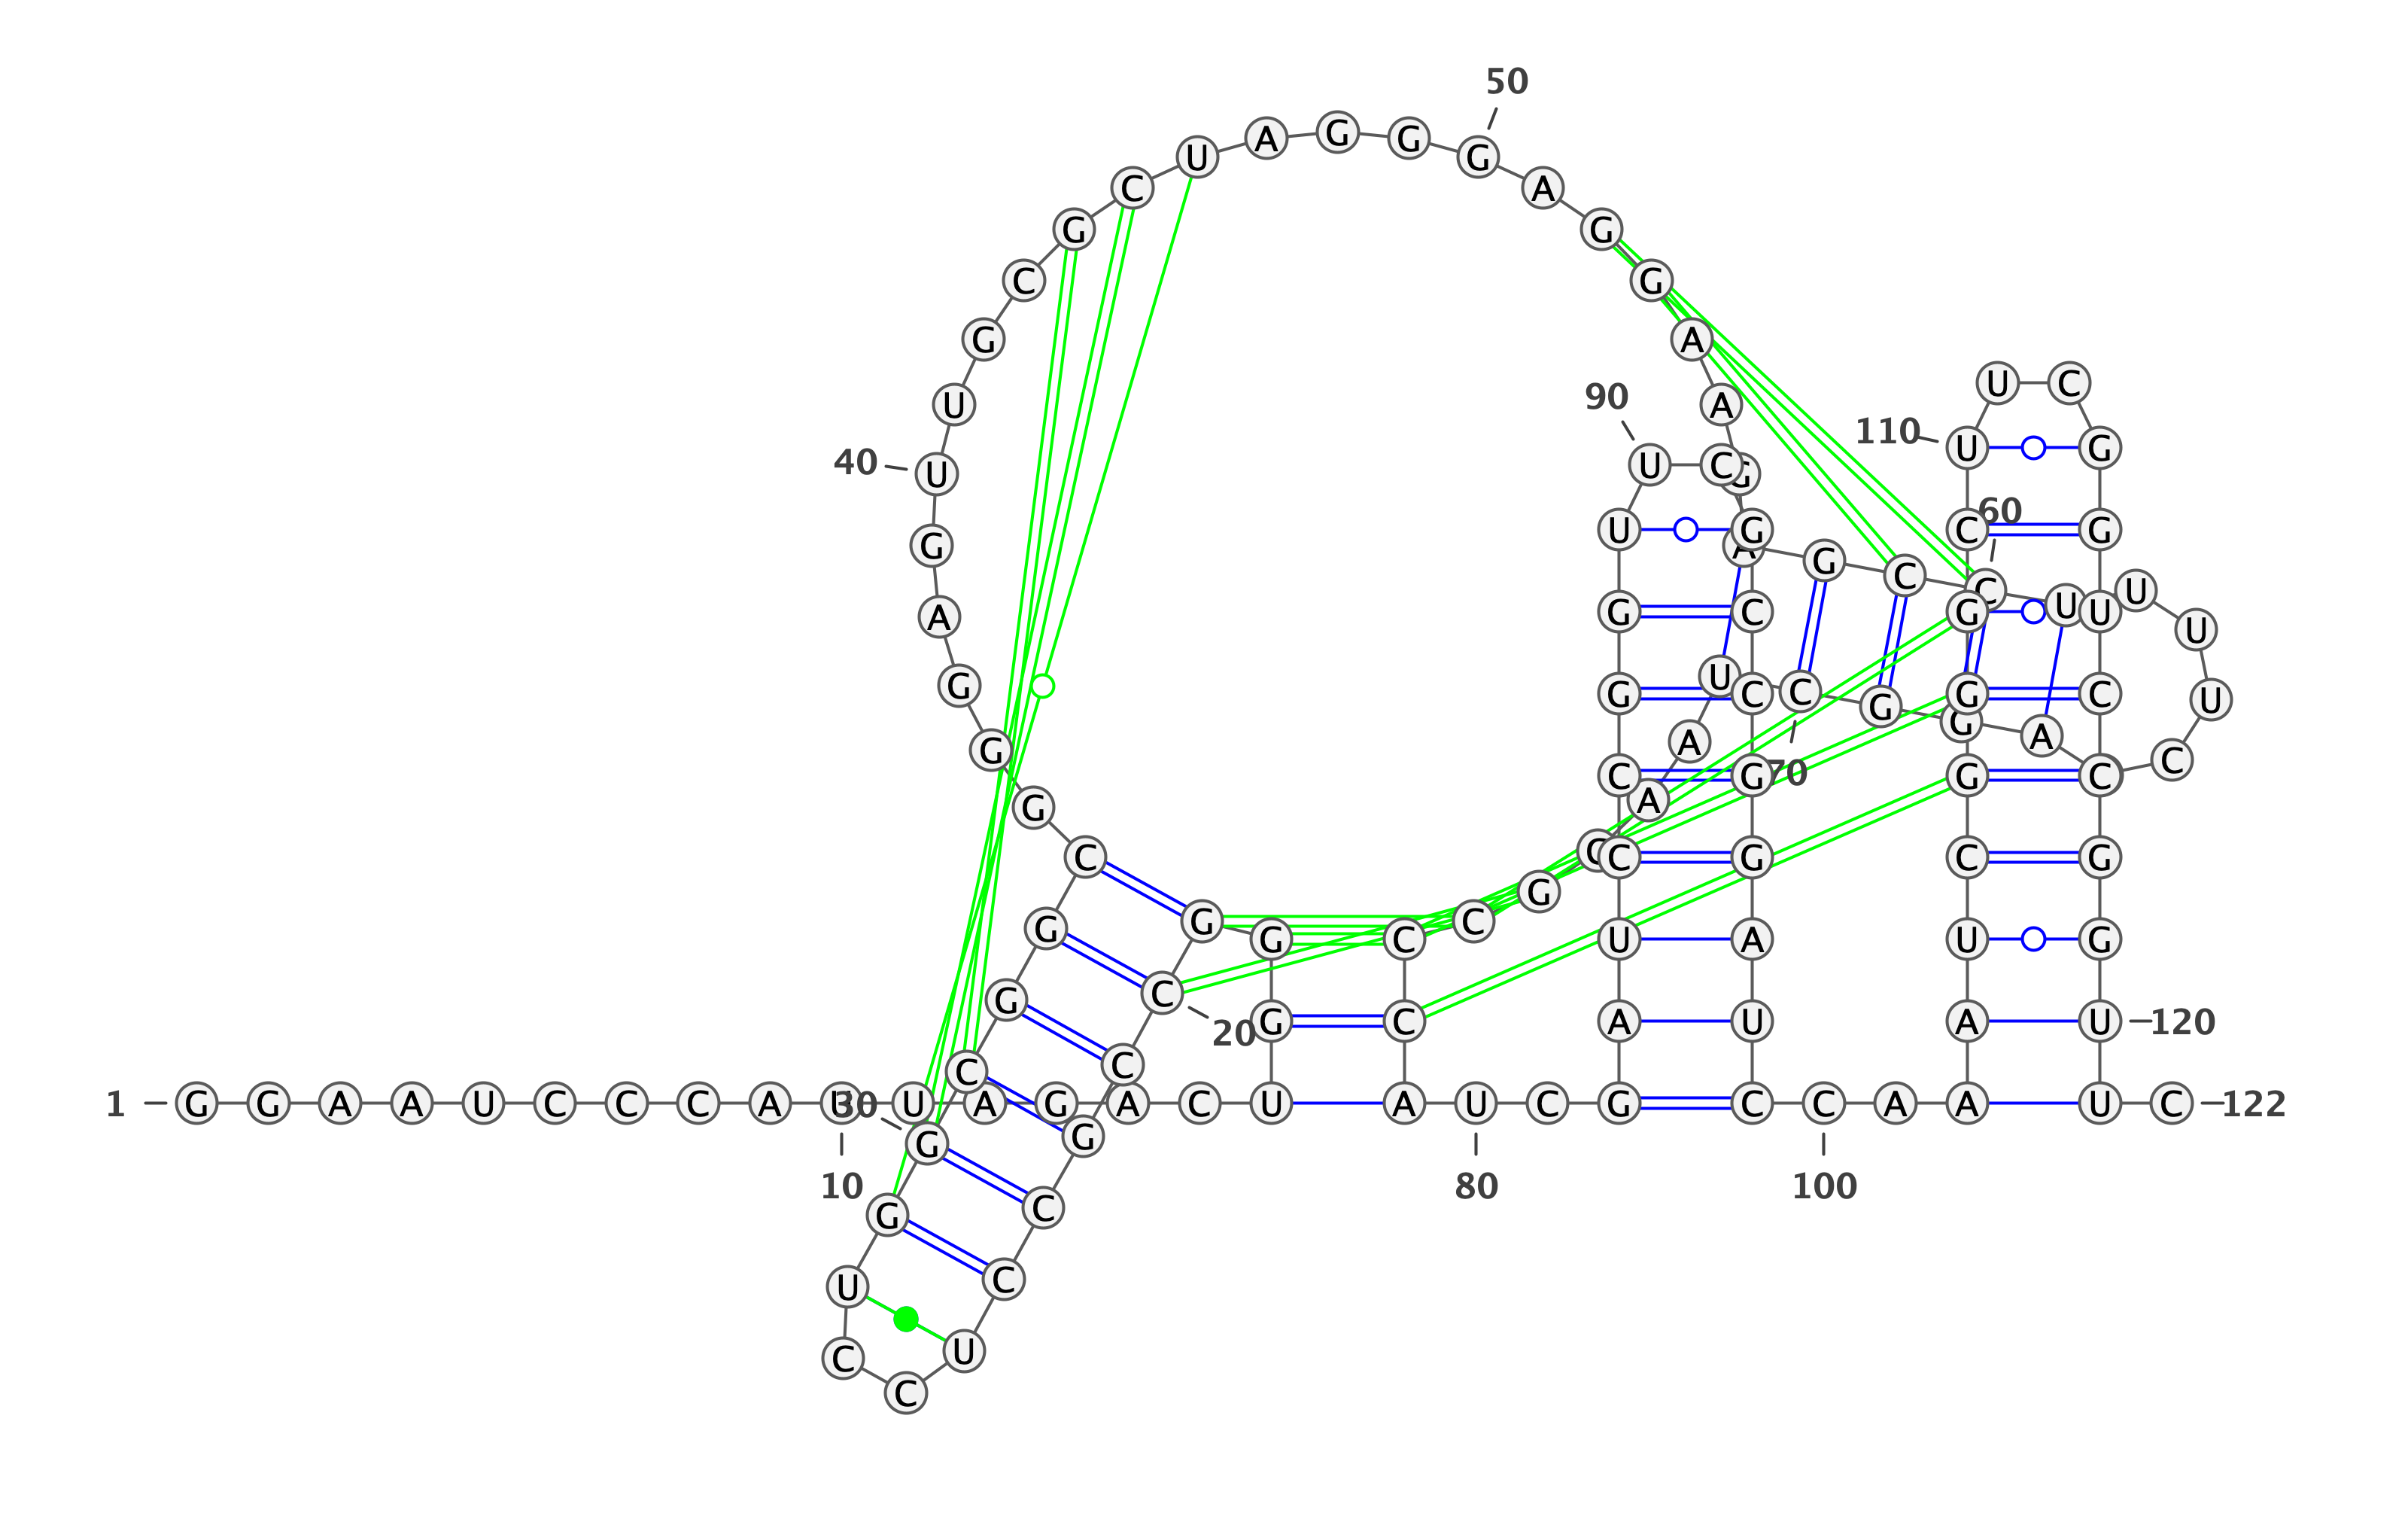 50
U A G G G
C A
G G
C G
G A
U C
90
U A
110 U G
40 U U C G
60
U G C G
G A G C C U U
G C G U
A U
G U C G G C G C U
G A G A C
C G 70 G C
G A
C C C G C G
G G C G
G G C C U A U G
G C
20 G C A U A U 120
C C
1 G G A A U C C C A U 30 U A G A C U A U C G C C A A U C 122
G G
10 80 100
G C
U C
C U
C